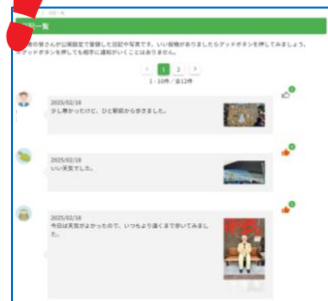 一覧
の皆さんが公開設定で登録した日記や写真です。いい投稿がありましたらグッドボタンを押してみましょう。
グッドボタンを押しても相手に通知がいくことはありません。
< 1 2 >
1 - 10件 / 全12件
2025/02/18
少し寒かったけど、ひと駅前から歩きました。
2025/02/18
いい天気でした。
2025/02/18
今日は天気がよかったので、いつもより遠くまで歩いてみまし
た。